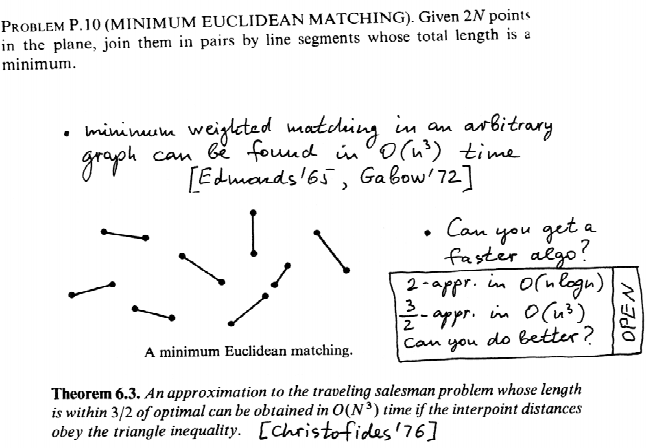 PROBLEM P.10 (MINIMUM EUCLIDEAN MATCHING). Given 2N points
in the plane, join them in pairs by line segments whose total length is a
minimum.
• minimum weighted matching in an arbitrary
graph can be found in O(n³) time
[Edmonds'65, Gabow'72]
• Can you get a
faster algo?
2-appr. in O(nlogn)
3/2-appr. in O(n³)
Can you do better?
OPEN
A minimum Euclidean matching.
Theorem 6.3. An approximation to the traveling salesman problem whose length
is within 3/2 of optimal can be obtained in O(N³) time if the interpoint distances
obey the triangle inequality. [Christofides'76]